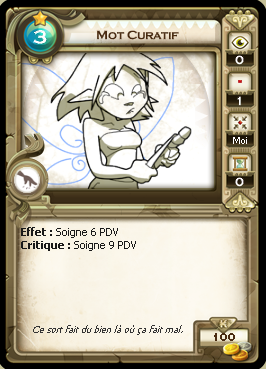 Mot Curatif
3
0
1
Moi
0
Effet : Soigne 6 PDV
Critique : Soigne 9 PDV
Ce sort fait du bien là où ça fait mal.
K
100